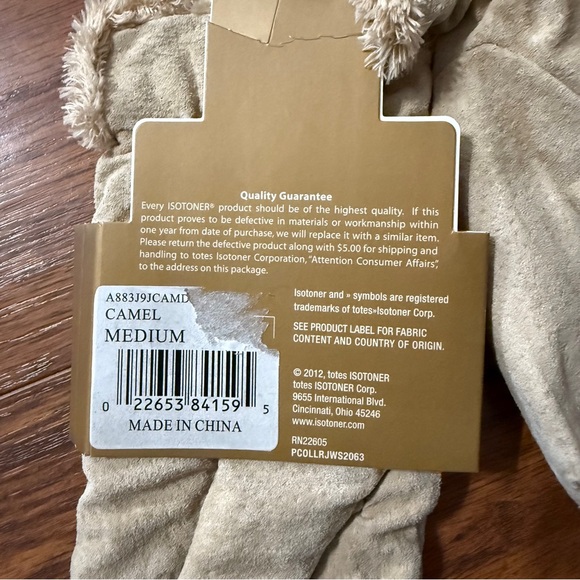 Quality Guarantee
Every ISOTONER® product should be of the highest quality. If this
product proves to be defective in materials or workmanship within
one year from date of purchase, we will replace it with a similar item.
Please return the defective product along with $5.00 for shipping and
handling to totes Isotoner Corporation, "Attention Consumer Affairs",
to the address on this package.
A883J9JCAMD
CAMEL
MEDIUM
0 22653 84159 5
MADE IN CHINA
Isotoner and » symbols are registered
trademarks of totes»Isotoner Corp.
SEE PRODUCT LABEL FOR FABRIC
CONTENT AND COUNTRY OF ORIGIN.
© 2012, totes ISOTONER
totes ISOTONER Corp.
9655 International Blvd.
Cincinnati, Ohio 45246
www.isotoner.com
RN22605
PCOLLRJWS2063